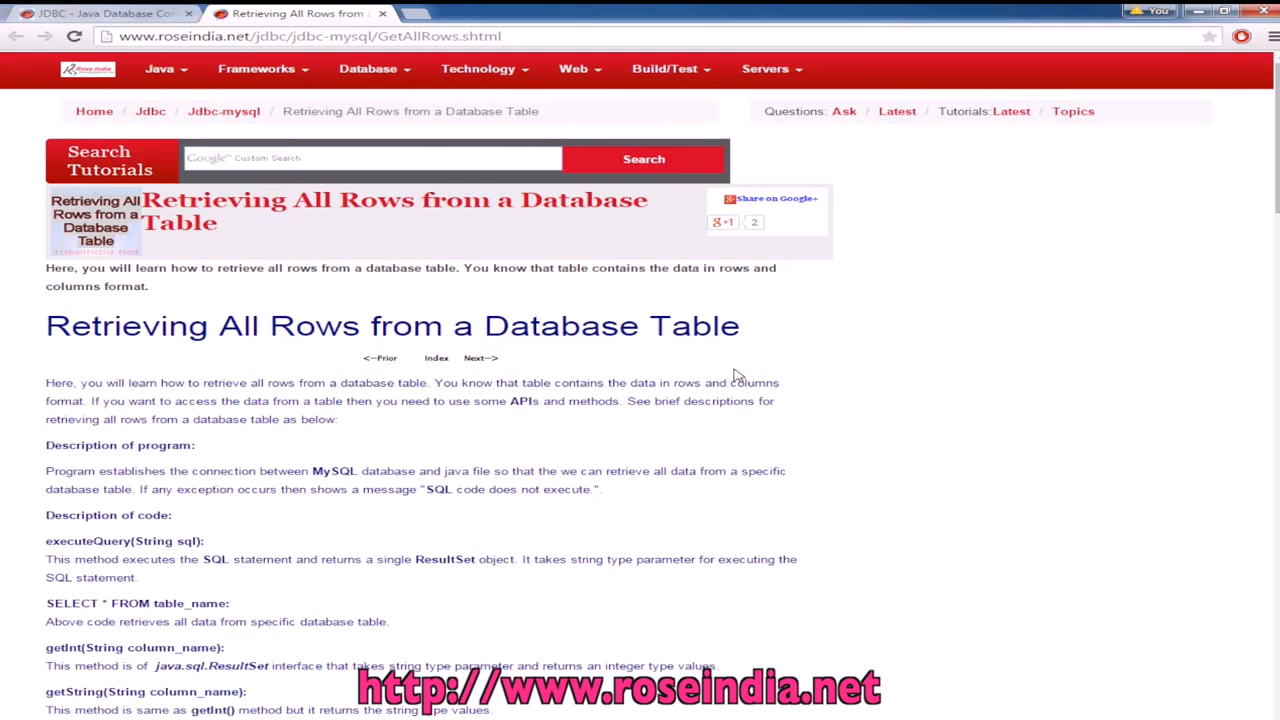 JDBC - Java Database Con
Retrieving All Rows from
You
www.roseindia.net/jdbc/jdbc-mysql/GetAllRows.shtml
Rose India
Java
Frameworks
Database
Technology
Web
Build/Test
Servers
Home / Jdbc / Jdbc-mysql / Retrieving All Rows from a Database Table
Questions: Ask / Latest / Tutorials:Latest / Topics
Search
Tutorials
Google™ Custom Search
Search
Retrieving All
Rows from a
Database
Table
roseindia net
Retrieving All Rows from a Database
Table
Share on Google+
g+1 2
Here, you will learn how to retrieve all rows from a database table. You know that table contains the data in rows and
columns format.
Retrieving All Rows from a Database Table
<--Prior Index Next-->
Here, you will learn how to retrieve all rows from a database table. You know that table contains the data in rows and columns
format. If you want to access the data from a table then you need to use some APIs and methods. See brief descriptions for
retrieving all rows from a database table as below:
Description of program:
Program establishes the connection between MySQL database and java file so that the we can retrieve all data from a specific
database table. If any exception occurs then shows a message "SQL code does not execute.".
Description of code:
executeQuery(String sql):
This method executes the SQL statement and returns a single ResultSet object. It takes string type parameter for executing the
SQL statement.
SELECT * FROM table_name:
Above code retrieves all data from specific database table.
getInt(String column_name):
This method is of java.sql.ResultSet interface that takes string type parameter and returns an integer type values.
getString(String column_name):
This method is same as getInt() method but it returns the string type values.
http://www.roseindia.net